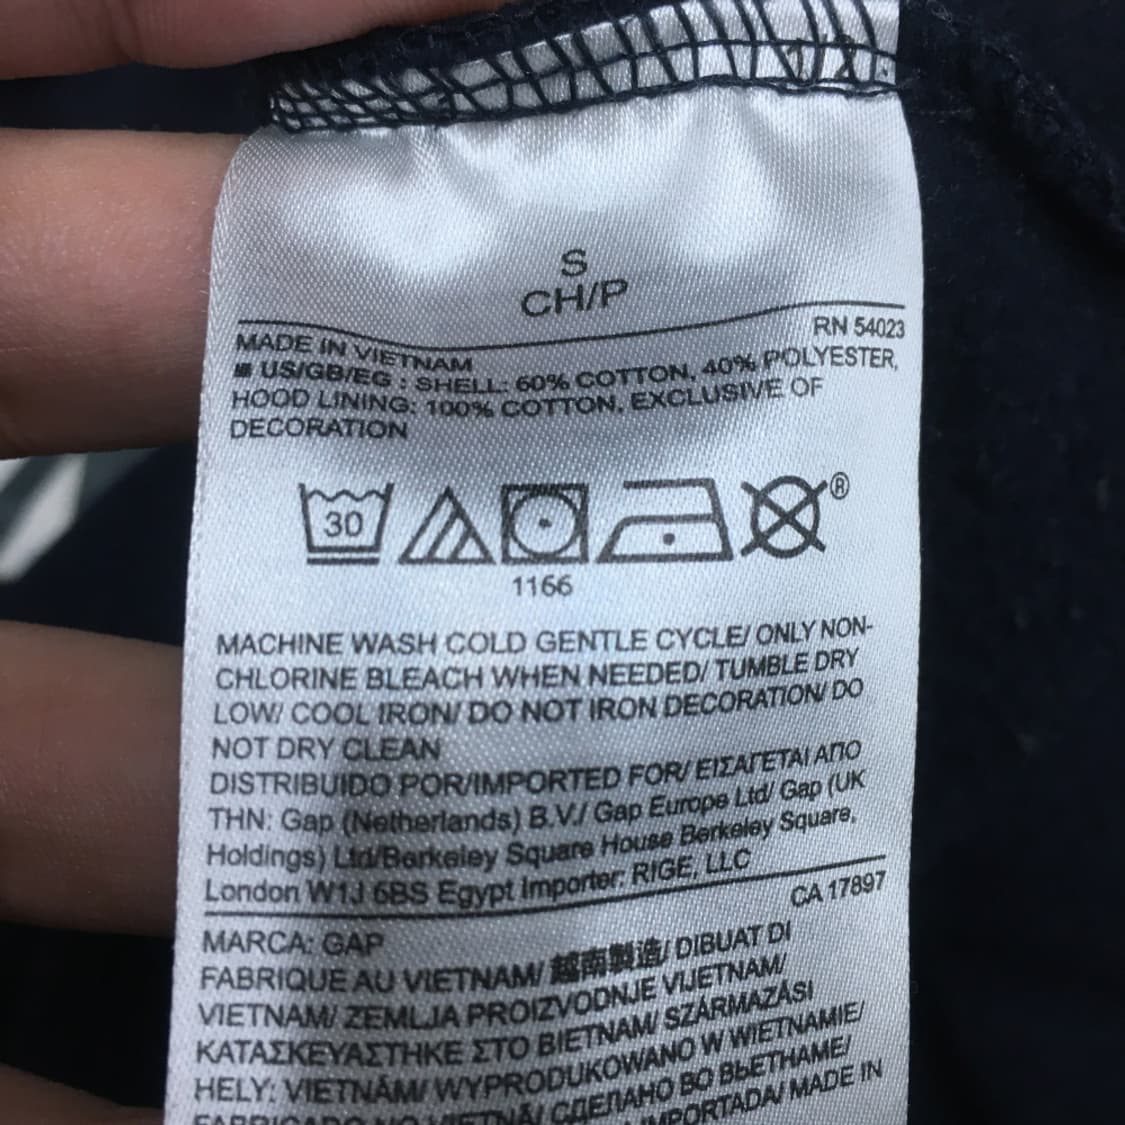 12.
S
CH/P
RN 54023
MADE IN VIETNAM
US/GB/EG : SHELL: 60% COTTON, 40% POLYESTER,
HOOD LINING: 100% COTTON, EXCLUSIVE OF
DECORATION
30
®
1166
MACHINE WASH COLD GENTLE CYCLE/ ONLY NON-
CHLORINE BLEACH WHEN NEEDED/ TUMBLE DRY
LOW/ COOL IRON/ DO NOT IRON DECORATION/ DO
NOT DRY CLEAN
DISTRIBUIDO POR/IMPORTED FOR/ ΕΙΣΑΓΕΤΑΙ ΑΠΟ
THN: Gap (Netherlands) B.V./ Gap Europe Ltd/ Gap (UK
Holdings) Ltd/Berkeley Square House Berkeley Square,
London W1J 6BS Egypt Importer: RIGE, LLC
CA 17897
MARCA: GAP
FABRIQUE AU VIETNAM/ 越南製造/ DIBUAT DI
VIETNAM/ ZEMLJA PROIZVODNJE VIJETNAM/
ΚΑΤΑΣΚΕΥΑΣΤΗΚΕ ΣΤΟ ΒΙΕΤΝΑΜ/ SZÁRMAZÁSI
HELY: VIETNÁM/ WYPRODUKOWANO W WIETNAMIE/
FABRICADO NO VIETNÃ/ СДЕЛАНО ВО ВЬЕТНАМЕ/
IMPORTADA/ MADE IN